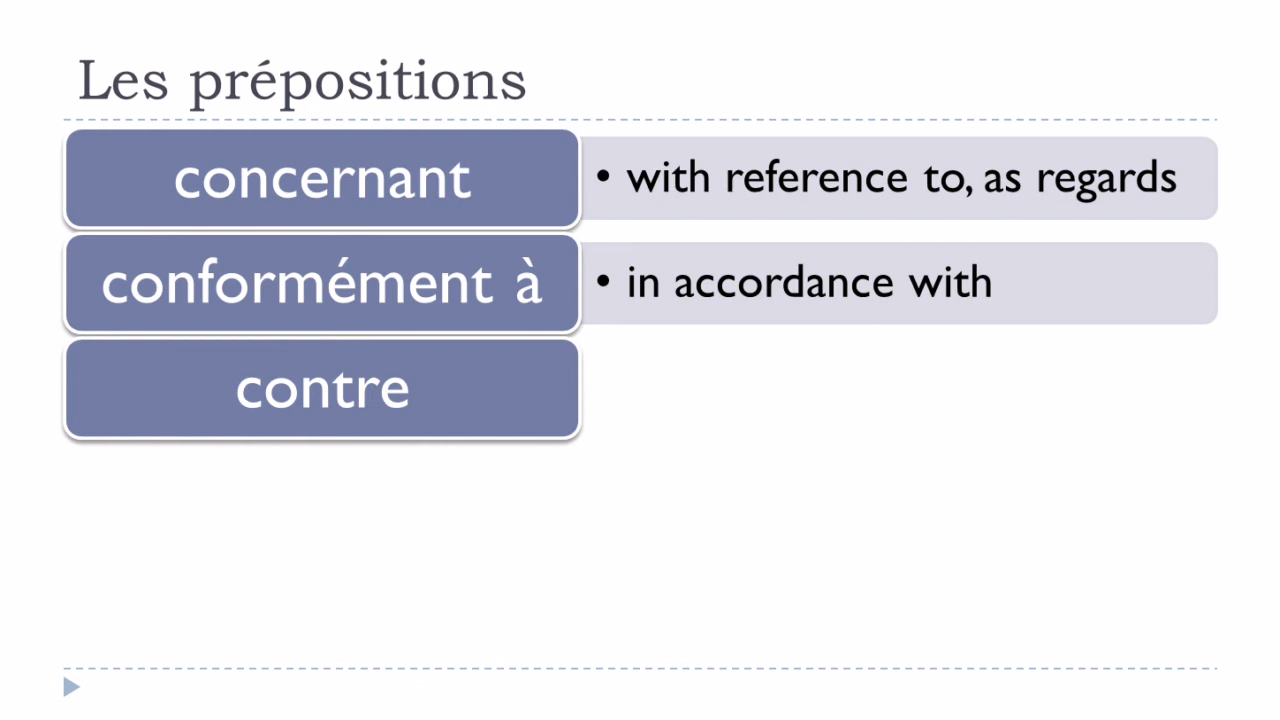 Les prépositions
concernant
• with reference to, as regards
conformément à
• in accordance with
contre